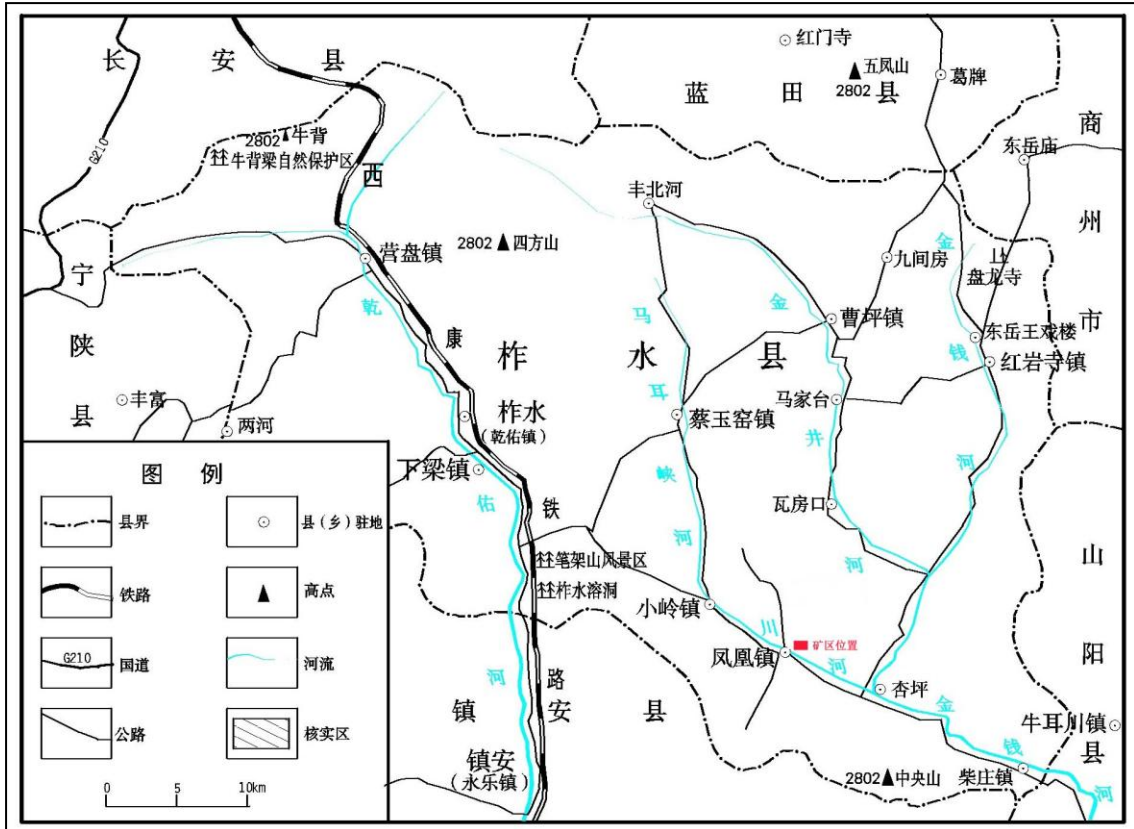 长安县
蓝田县
红门寺
五凤山
2802
葛牌
商州市
东岳庙
G210
2802 牛背
牛背梁自然保护区
西
丰北河
营盘镇
2802 四方山
九间房
盘龙寺
金
宁陕县
乾
马
金
曹坪镇
东岳王戏楼
钱
红岩寺镇
康
柞水县
丰富
两河
柞水
(乾佑镇)
耳
蔡玉窑镇
马家台
井
下梁镇
佑
峡
河
瓦房口
铁
笔架山风景区
柞水溶洞
河
河
山阳县
小岭镇
川
矿区位置
凤凰镇
河
杏坪
金
河
路
镇安县
镇安
(永乐镇)
牛耳川镇
钱
2802 中央山
柴庄镇
河
图 例
县界
县(乡)驻地
铁路
高点
G210
国道
河流
公路
核实区
0 5 10km